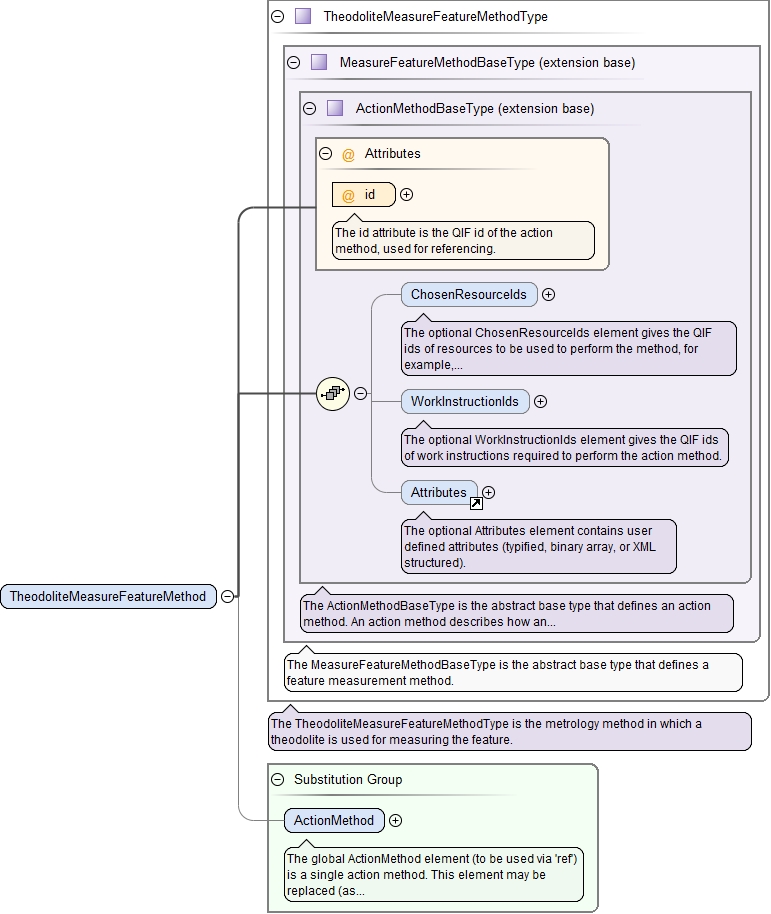 TheodoliteMeasureFeatureMethodType
MeasureFeatureMethodBaseType (extension base)
ActionMethodBaseType (extension base)
@ Attributes
@ id
The id attribute is the QIF id of the action
method, used for referencing.
ChosenResourceIds
The optional ChosenResourceIds element gives the QIF
ids of resources to be used to perform the method, for
example,...
WorkInstructionIds
The optional WorkInstructionIds element gives the QIF ids
of work instructions required to perform the action method.
Attributes
The optional Attributes element contains user
defined attributes (typified, binary array, or XML
structured).
TheodoliteMeasureFeatureMethod
The ActionMethodBaseType is the abstract base type that defines an action
method. An action method describes how an...
The MeasureFeatureMethodBaseType is the abstract base type that defines a
feature measurement method.
The TheodoliteMeasureFeatureMethodType is the metrology method in which a
theodolite is used for measuring the feature.
Substitution Group
ActionMethod
The global ActionMethod element (to be used via 'ref')
is a single action method. This element may be
replaced (as...